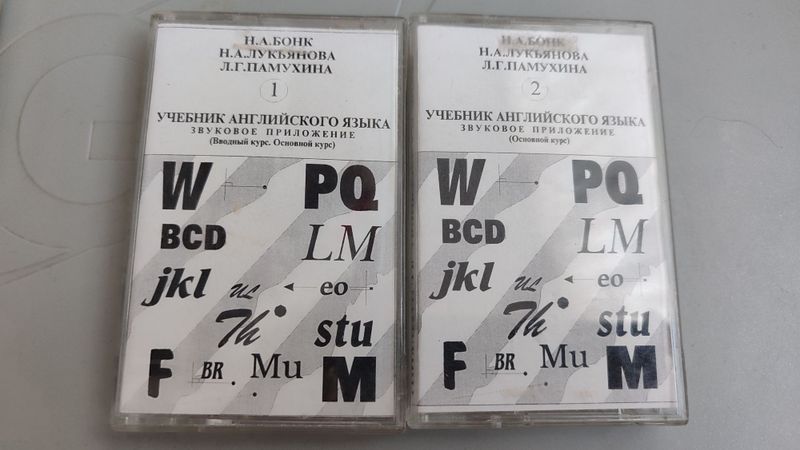 Н.А.БОНК
Н.А.ЛУКЬЯНОВА
Л.Г.ПАМУХИНА
1
УЧЕБНИК АНГЛИЙСКОГО ЯЗЫКА
ЗВУКОВОЕ ПРИЛОЖЕНИЕ
(Вводный курс. Основной курс)
W PQ
BCD LM
jkl UL eo
Th stu
F BR Mu M
Н.А.БОНК
Н.А.ЛУКЬЯНОВА
Л.Г.ПАМУХИНА
2
УЧЕБНИК АНГЛИЙСКОГО ЯЗЫКА
ЗВУКОВОЕ ПРИЛОЖЕНИЕ
(Основной курс)
W PQ
BCD LM
jkl UL eo
Th stu
F BR Mu M